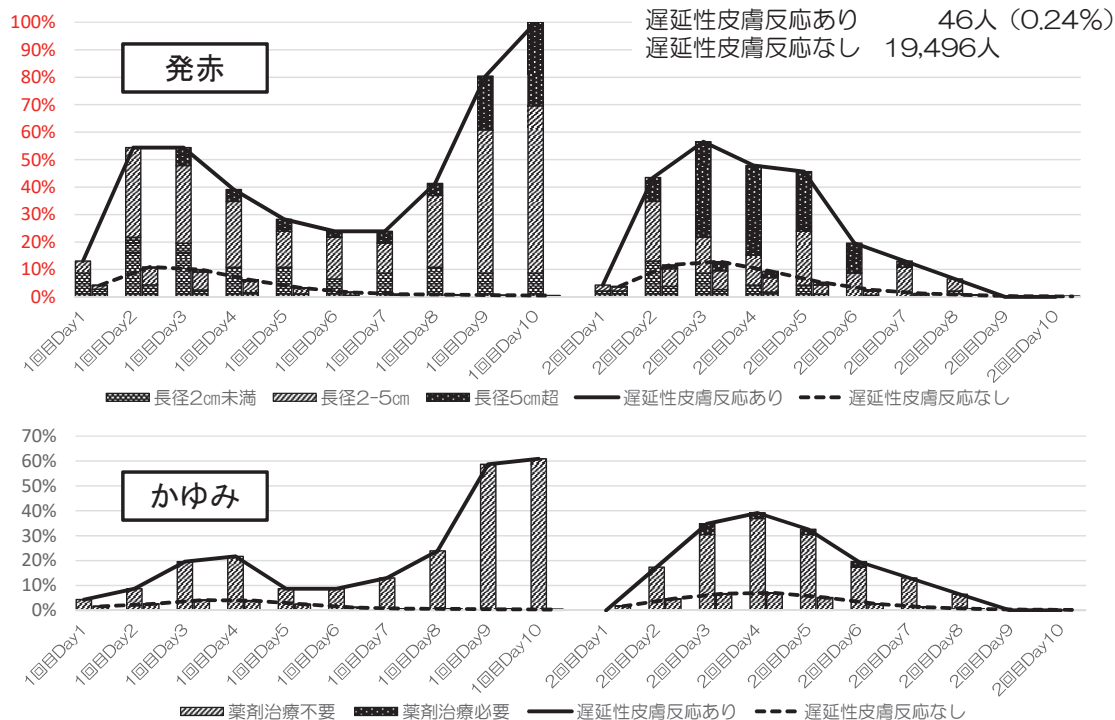 遅延性皮膚反応あり 46人（0.24%）
遅延性皮膚反応なし 19,496人
発赤
100%
90%
80%
70%
60%
50%
40%
30%
20%
10%
0%
1回目Day1 1回目Day2 1回目Day3 1回目Day4 1回目Day5 1回目Day6 1回目Day7 1回目Day8 1回目Day9 1回目Day10 2回目Day1 2回目Day2 2回目Day3 2回目Day4 2回目Day5 2回目Day6 2回目Day7 2回目Day8 2回目Day9 2回目Day10
長径2cm未満 長径2-5cm 長径5cm超 遅延性皮膚反応あり 遅延性皮膚反応なし
かゆみ
70%
60%
50%
40%
30%
20%
10%
0%
1回目Day1 1回目Day2 1回目Day3 1回目Day4 1回目Day5 1回目Day6 1回目Day7 1回目Day8 1回目Day9 1回目Day10 2回目Day1 2回目Day2 2回目Day3 2回目Day4 2回目Day5 2回目Day6 2回目Day7 2回目Day8 2回目Day9 2回目Day10
薬剤治療不要 薬剤治療必要 遅延性皮膚反応あり 遅延性皮膚反応なし